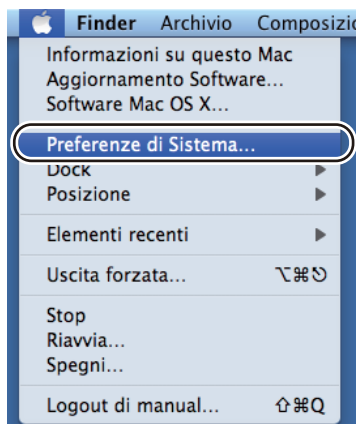 Finder Archivio Composizio
Informazioni su questo Mac
Aggiornamento Software...
Software Mac OS X...
Preferenze di Sistema...
Dock
Posizione
Elementi recenti
Uscita forzata... ⌥⌘⎋
Stop
Riavvia...
Spegni...
Logout di manual... ⇧⌘Q